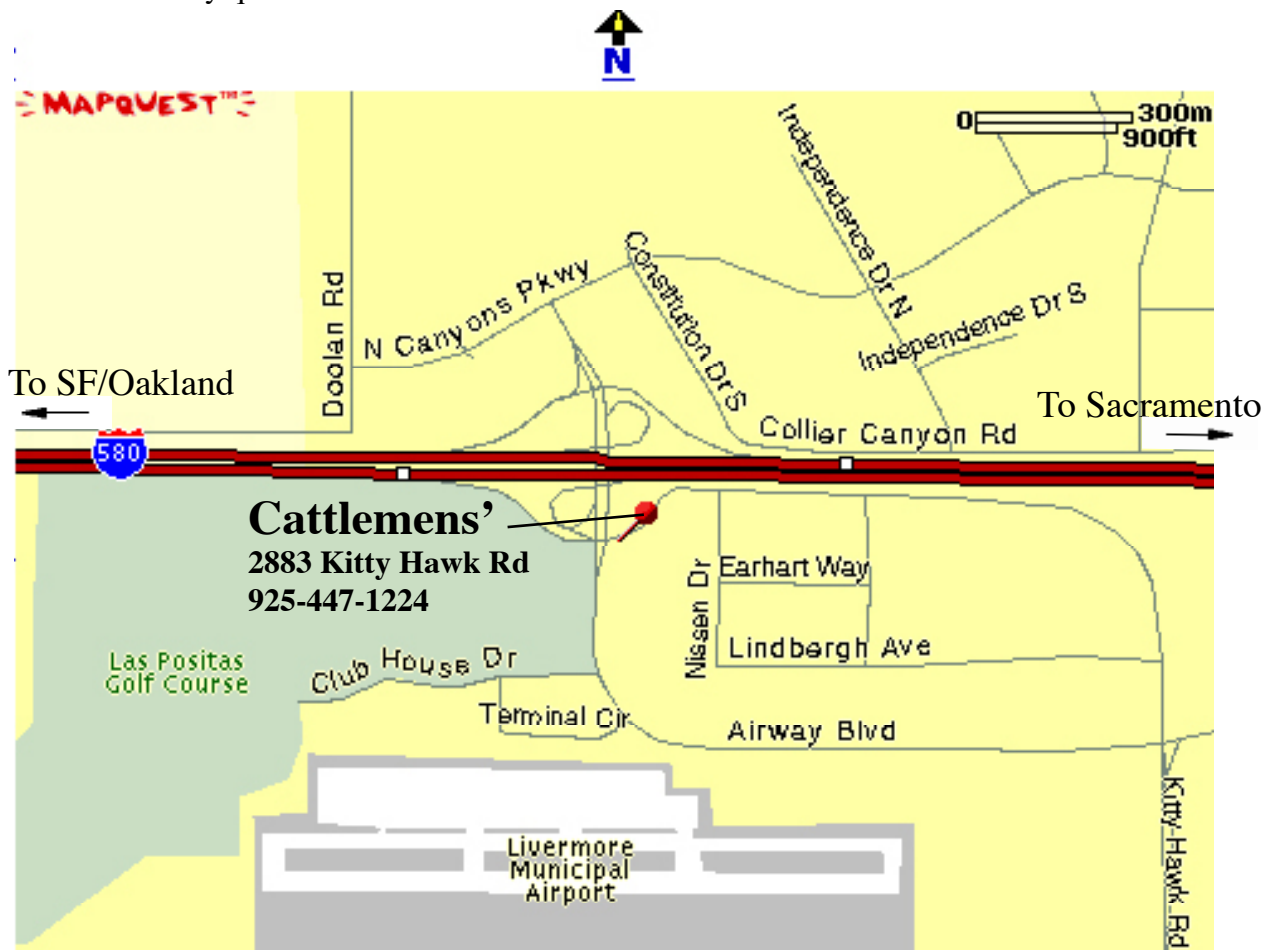 N
MAPQUEST™
0 300m
900ft
Independence Dr N
Constitution Dr S
N Canyons Pkwy
Doolan Rd
Independence Dr S
To SF/Oakland
To Sacramento
Collier Canyon Rd
580
Cattlemens’
2883 Kitty Hawk Rd
925-447-1224
Earhart Way
Nissen Dr
Lindbergh Ave
Las Positas
Golf Course
Club House Dr
Terminal Cir
Airway Blvd
Kitty Hawk Rd
Livermore
Municipal
Airport